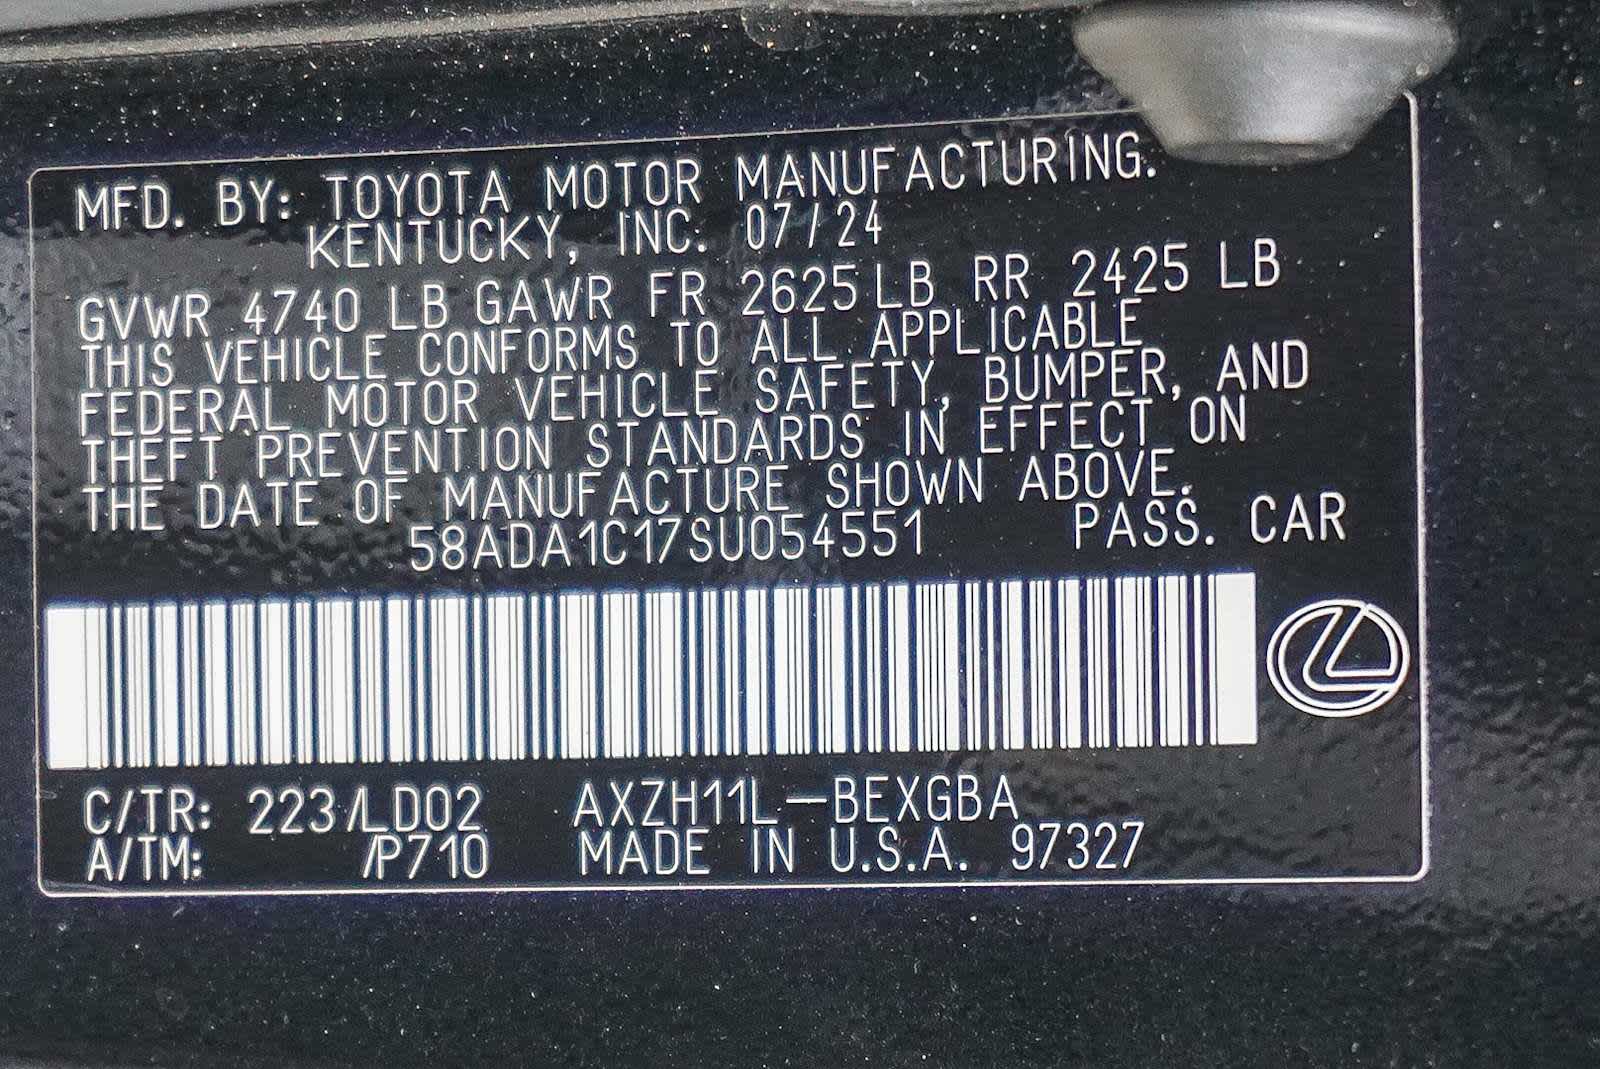 MFD. BY: TOYOTA MOTOR MANUFACTURING.
KENTUCKY, INC. 07/24
GVWR 4740 LB GAWR FR 2625 LB RR 2425 LB
THIS VEHICLE CONFORMS TO ALL APPLICABLE
FEDERAL MOTOR VEHICLE SAFETY, BUMPER, AND
THEFT PREVENTION STANDARDS IN EFFECT ON
THE DATE OF MANUFACTURE SHOWN ABOVE.
58ADA1C17SU054551 PASS. CAR
C/TR: 223/LD02 AXZH11L-BEXGBA
A/TM: /P710 MADE IN U.S.A. 97327